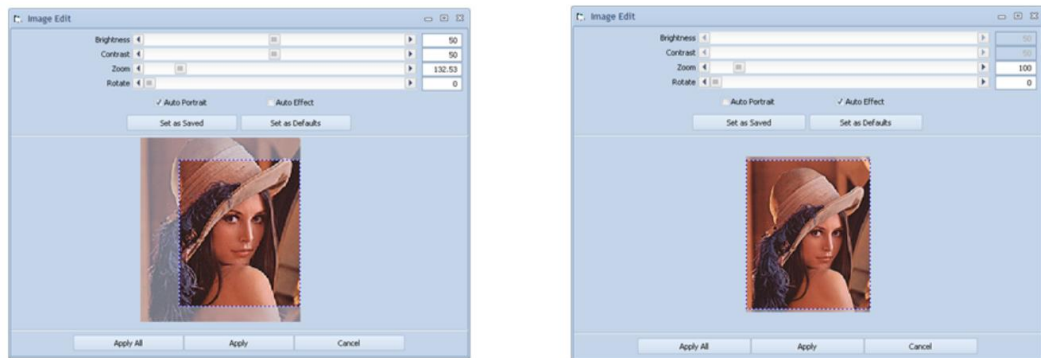 Image Edit
Brightness 50
Contrast 50
Zoom 132.53
Rotate 0
Auto Portrait Auto Effect
Set as Saved Set as Defaults
Apply All Apply Cancel
Image Edit
Brightness 50
Contrast 50
Zoom 100
Rotate 0
Auto Portrait Auto Effect
Set as Saved Set as Defaults
Apply All Apply Cancel